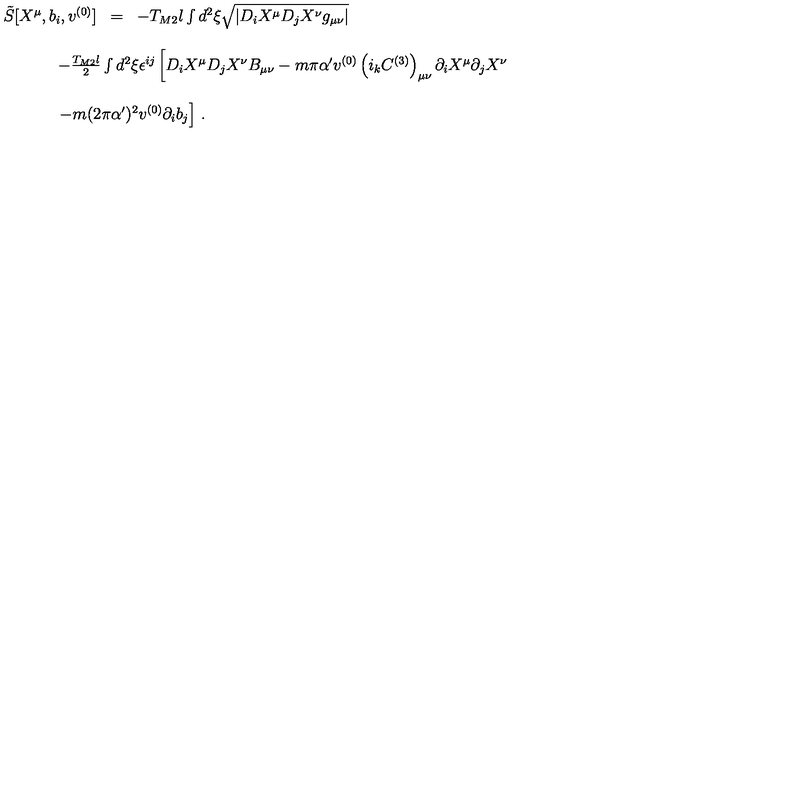 \tilde{S}[X^{\mu}, b_i, v^{(0)}] = -T_{M2} l \int d^2\xi \sqrt{|D_i X^{\mu} D_j X^{\nu} g_{\mu\nu}|}
-\frac{T_{M2} l}{2} \int d^2\xi \epsilon^{ij} \left[ D_i X^{\mu} D_j X^{\nu} B_{\mu\nu} - m\pi\alpha' v^{(0)} \left( i_k C^{(3)} \right)_{\mu\nu} \partial_i X^{\mu} \partial_j X^{\nu}
-m(2\pi\alpha')^2 v^{(0)} \partial_i b_j \right] .